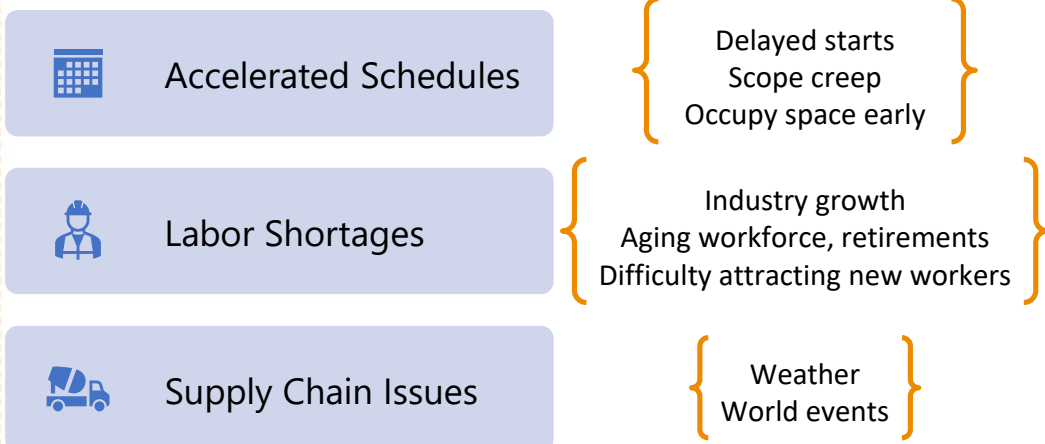 Accelerated Schedules
Delayed starts
Scope creep
Occupy space early
Labor Shortages
Industry growth
Aging workforce, retirements
Difficulty attracting new workers
Supply Chain Issues
Weather
World events